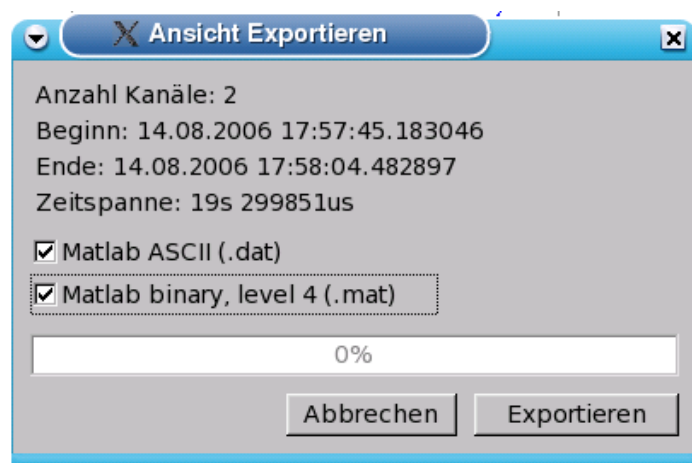 Ansicht Exportieren
Anzahl Kanäle: 2
Beginn: 14.08.2006 17:57:45.183046
Ende: 14.08.2006 17:58:04.482897
Zeitspanne: 19s 299851us
Matlab ASCII (.dat)
Matlab binary, level 4 (.mat)
0%
Abbrechen Exportieren